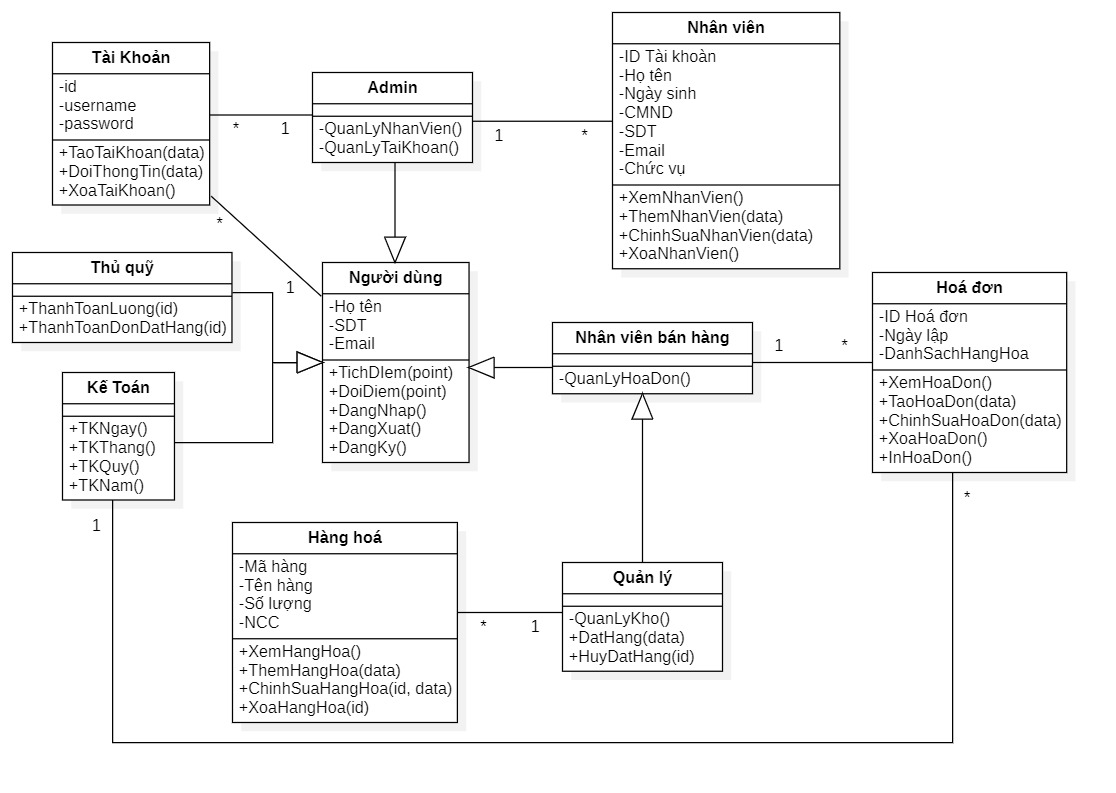 Tài Khoản
-id
-username
-password
+TaoTaiKhoan(data)
+DoiThongTin(data)
+XoaTaiKhoan()
*
1
Admin
-QuanLyNhanVien()
-QuanLyTaiKhoan()
1
*
Nhân viên
-ID Tài khoàn
-Họ tên
-Ngày sinh
-CMND
-SDT
-Email
-Chức vụ
+XemNhanVien()
+ThemNhanVien(data)
+ChinhSuaNhanVien(data)
+XoaNhanVien()
*
1
Thủ quỹ
+ThanhToanLuong(id)
+ThanhToanDonDatHang(id)
Người dùng
-Họ tên
-SDT
-Email
+TichDIem(point)
+DoiDiem(point)
+DangNhap()
+DangXuat()
+DangKy()
Nhân viên bán hàng
-QuanLyHoaDon()
1
*
Hoá đơn
-ID Hoá đơn
-Ngày lập
-DanhSachHangHoa
+XemHoaDon()
+TaoHoaDon(data)
+ChinhSuaHoaDon(data)
+XoaHoaDon()
+InHoaDon()
*
Kế Toán
+TKNgay()
+TKThang()
+TKQuy()
+TKNam()
1
Hàng hoá
-Mã hàng
-Tên hàng
-Số lượng
-NCC
+XemHangHoa()
+ThemHangHoa(data)
+ChinhSuaHangHoa(id, data)
+XoaHangHoa(id)
*
1
Quản lý
-QuanLyKho()
+DatHang(data)
+HuyDatHang(id)